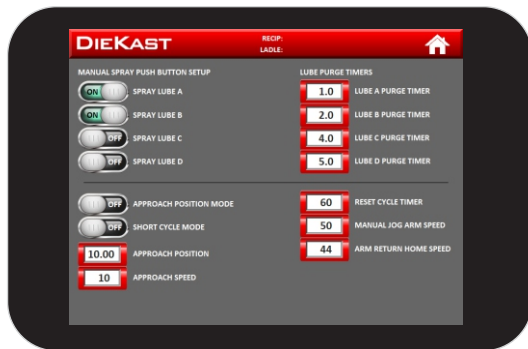 DIEKAST
RECIP:
LADLE:
MANUAL SPRAY PUSH BUTTON SETUP
ON SPRAY LUBE A
ON SPRAY LUBE B
OFF SPRAY LUBE C
OFF SPRAY LUBE D
LUBE PURGE TIMERS
1.0 LUBE A PURGE TIMER
2.0 LUBE B PURGE TIMER
4.0 LUBE C PURGE TIMER
5.0 LUBE D PURGE TIMER
OFF APPROACH POSITION MODE
OFF SHORT CYCLE MODE
10.00 APPROACH POSITION
10 APPROACH SPEED
60 RESET CYCLE TIMER
50 MANUAL JOG ARM SPEED
44 ARM RETURN HOME SPEED